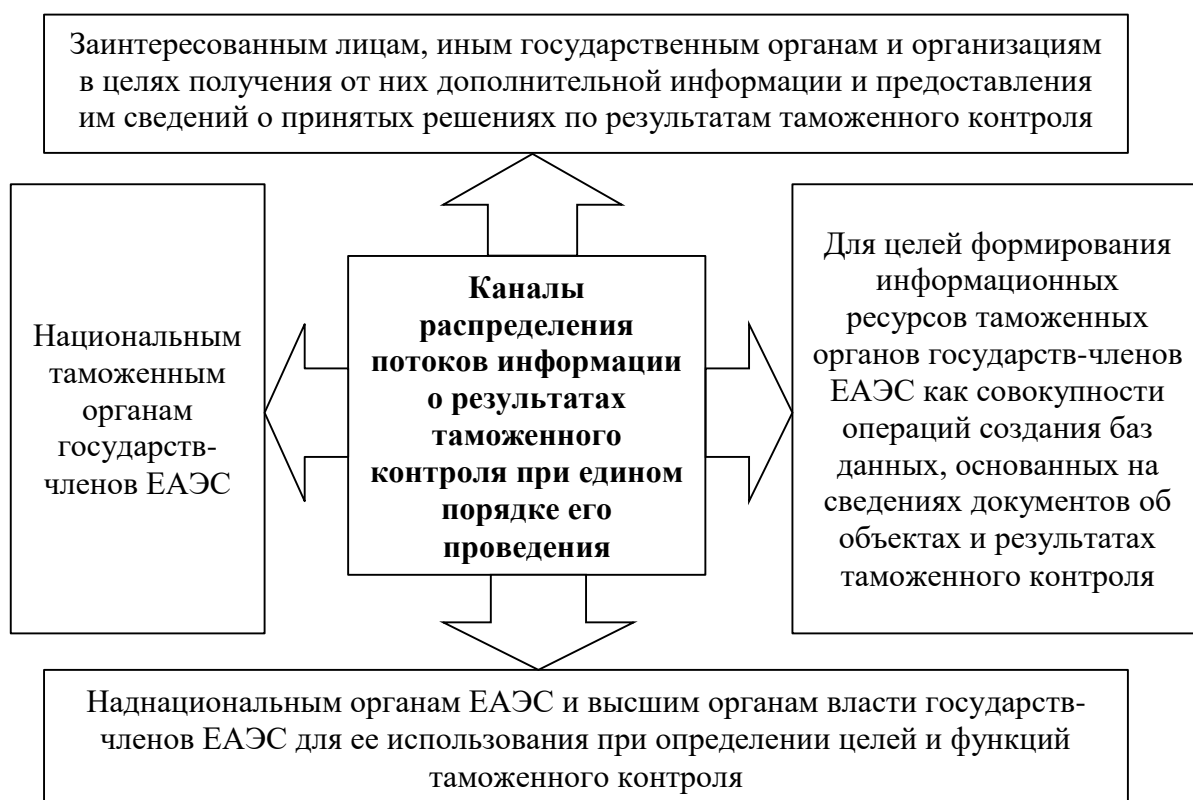 Заинтересованным лицам, иным государственным органам и организациям
в целях получения от них дополнительной информации и предоставления
им сведений о принятых решениях по результатам таможенного контроля
Национальным
таможенным
органам
государств-
членов ЕАЭС
Каналы
распределения
потоков информации
о результатах
таможенного
контроля при едином
порядке его
проведения
Для целей формирования
информационных
ресурсов таможенных
органов государств-членов
ЕАЭС как совокупности
операций создания баз
данных, основанных на
сведениях документов об
объектах и результатах
таможенного контроля
Наднациональным органам ЕАЭС и высшим органам власти государств-
членов ЕАЭС для ее использования при определении целей и функций
таможенного контроля